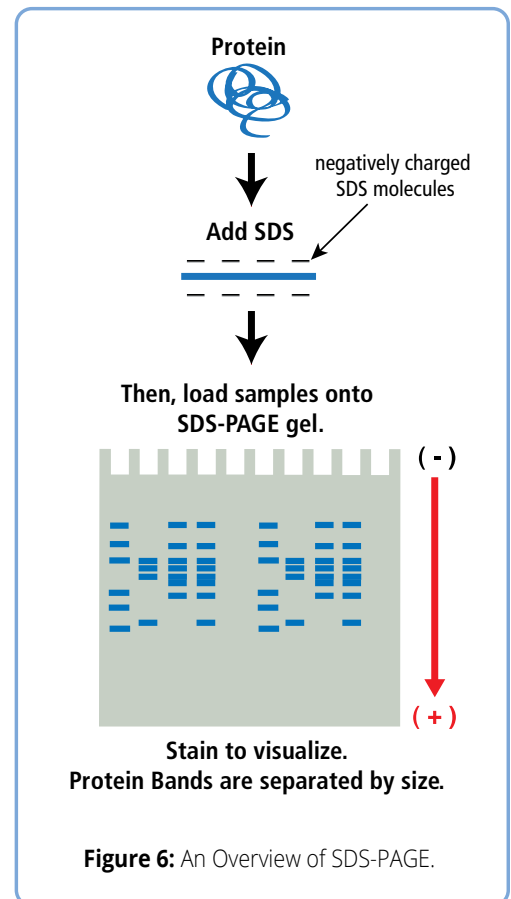 Protein
negatively charged
SDS molecules
Add SDS
Then, load samples onto
SDS-PAGE gel.
( - )
( + )
Stain to visualize.
Protein Bands are separated by size.
Figure 6: An Overview of SDS-PAGE.